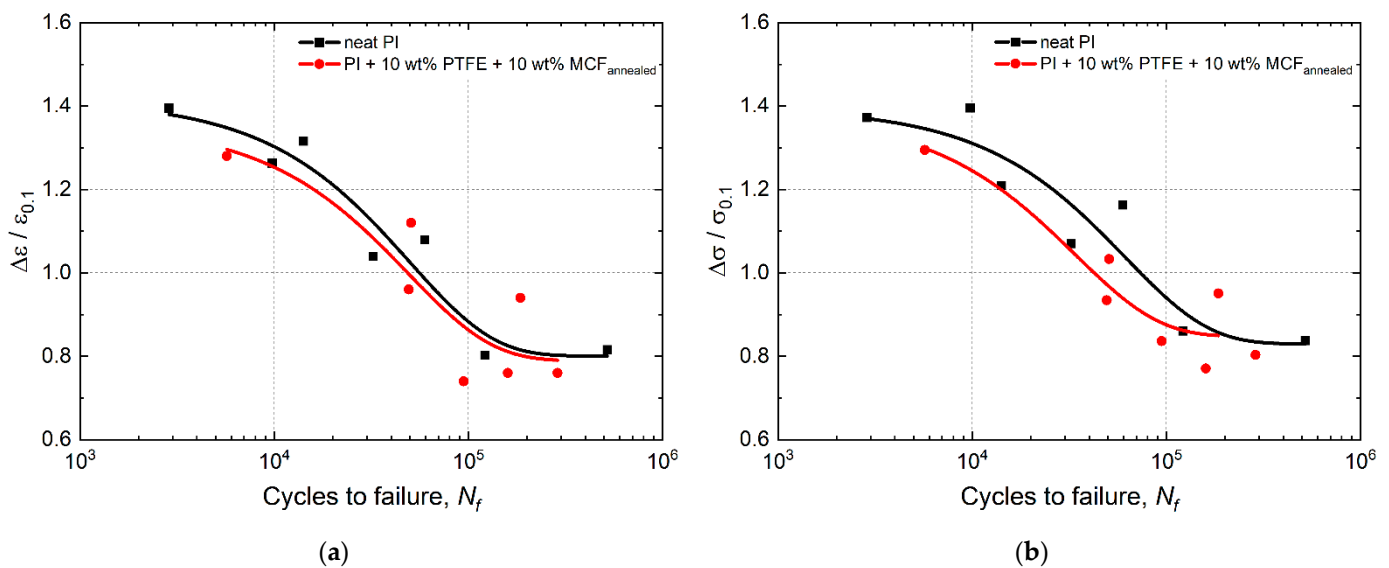 1.6
1.4
1.2
1.0
0.8
0.6
Δε / ε0.1
neat PI
PI + 10 wt% PTFE + 10 wt% MCFannealed
10³ 10⁴ 10⁵ 10⁶
Cycles to failure, Nf
(a)
1.6
1.4
1.2
1.0
0.8
0.6
Δσ / σ0.1
neat PI
PI + 10 wt% PTFE + 10 wt% MCFannealed
10³ 10⁴ 10⁵ 10⁶
Cycles to failure, Nf
(b)